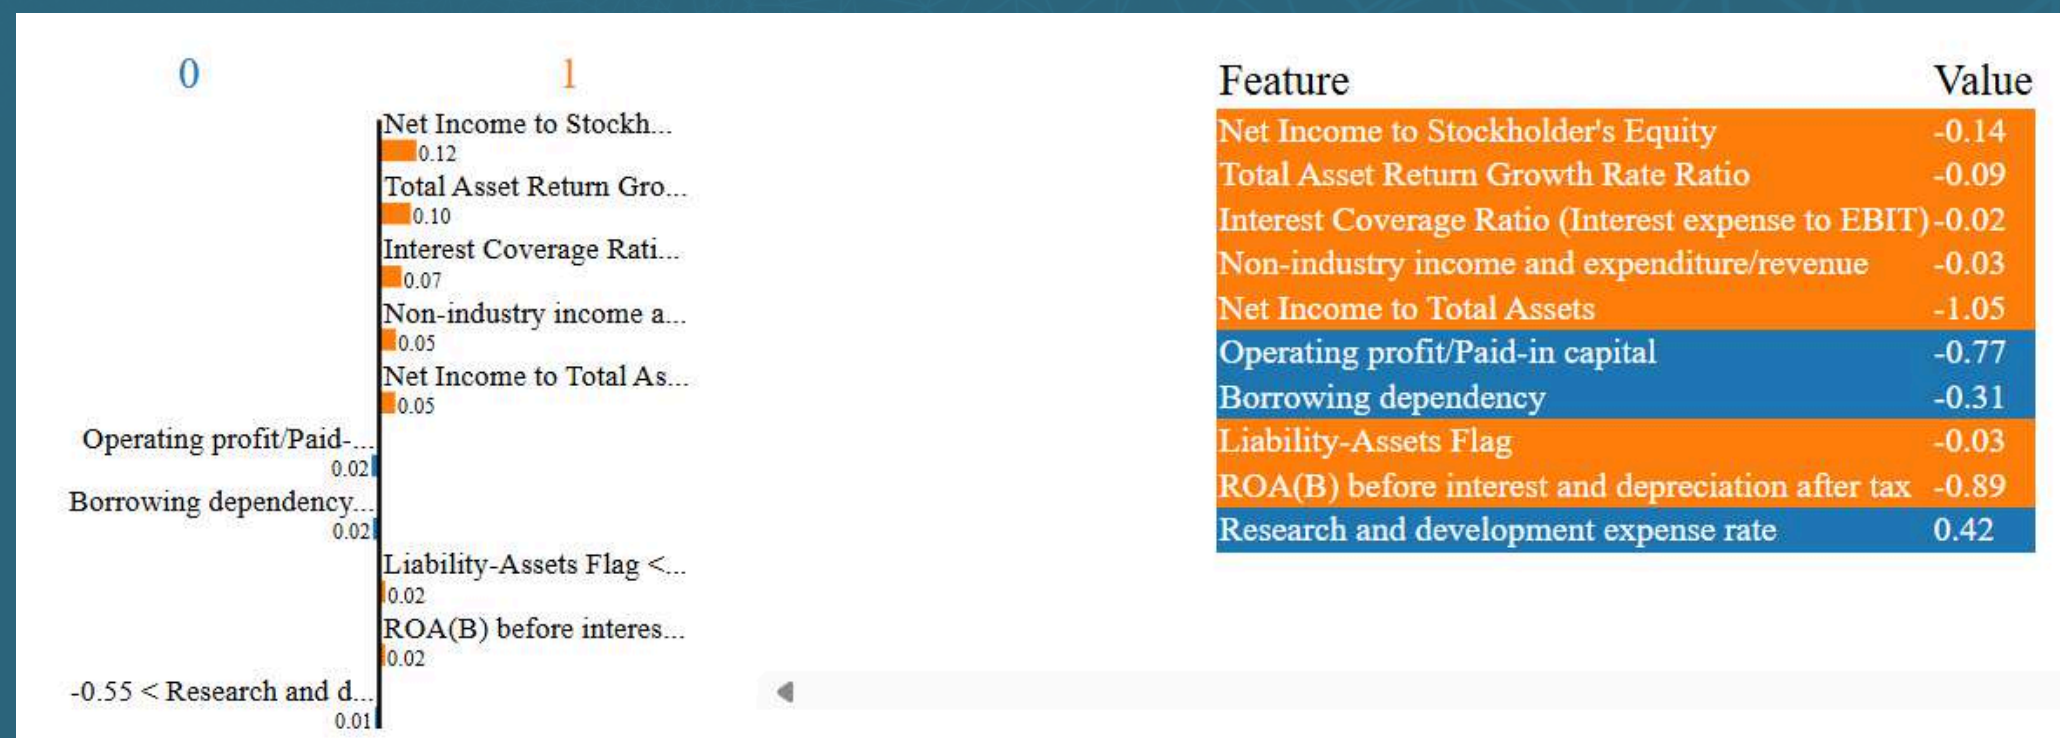 0 1
Net Income to Stockh...
0.12
Total Asset Return Gro...
0.10
Interest Coverage Rati...
0.07
Non-industry income a...
0.05
Net Income to Total As...
0.05
Operating profit/Paid-...
0.02
Borrowing dependency...
0.02
Liability-Assets Flag <...
0.02
ROA(B) before interes...
0.02
-0.55 < Research and d...
0.01
Feature Value
Net Income to Stockholder's Equity -0.14
Total Asset Return Growth Rate Ratio -0.09
Interest Coverage Ratio (Interest expense to EBIT) -0.02
Non-industry income and expenditure/revenue -0.03
Net Income to Total Assets -1.05
Operating profit/Paid-in capital -0.77
Borrowing dependency -0.31
Liability-Assets Flag -0.03
ROA(B) before interest and depreciation after tax -0.89
Research and development expense rate 0.42